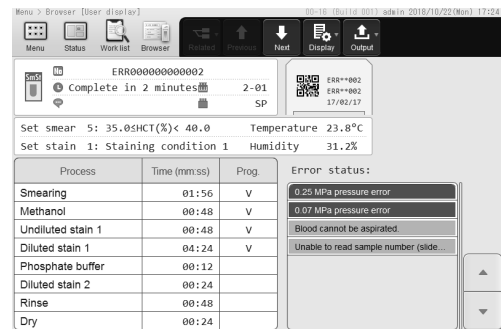 Menu > Browser [User display]
00-16 (Build 001) admin 2018/10/22(Mon) 17:24
Menu
Status
Work list
Browser
Related
Previous
Next
Display
Output
SmSt
No ERR00000000000002
Complete in 2 minutes
2-01
SP
ERR**002
ERR**002
17/02/17
Set smear 5: 35.0≤HCT(%)< 40.0 Temperature 23.8°C
Set stain 1: Staining condition 1 Humidity 31.2%
Process Time (mm:ss) Prog.
Smearing 01:56 V
Methanol 00:48 V
Undiluted stain 1 00:48 V
Diluted stain 1 04:24 V
Phosphate buffer 00:12
Diluted stain 2 00:24
Rinse 00:48
Dry 00:24
Error status:
0.25 MPa pressure error
0.07 MPa pressure error
Blood cannot be aspirated.
Unable to read sample number (slide...